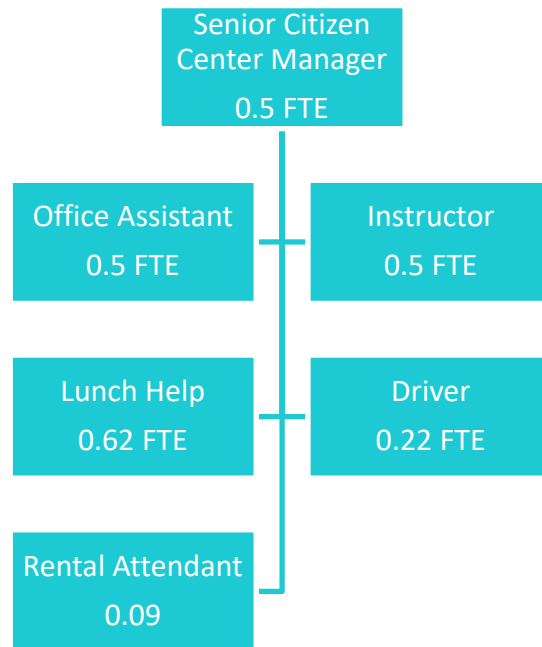 Senior Citizen
Center Manager
0.5 FTE
Office Assistant
0.5 FTE
Instructor
0.5 FTE
Lunch Help
0.62 FTE
Driver
0.22 FTE
Rental Attendant
0.09